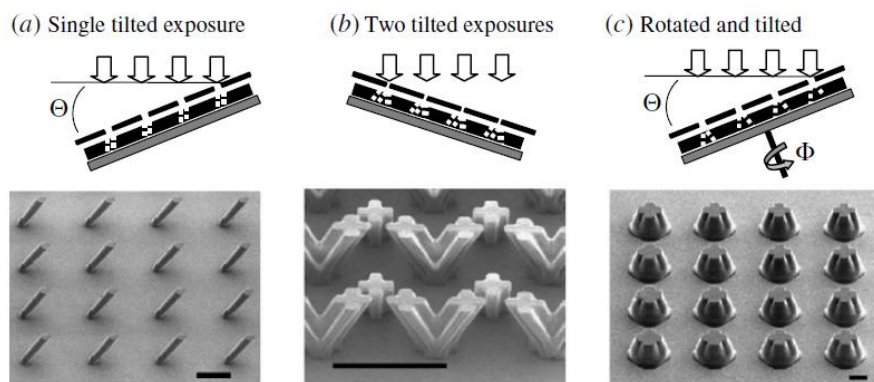 (a) Single tilted exposure
(b) Two tilted exposures
(c) Rotated and tilted
Θ
Θ
Φ